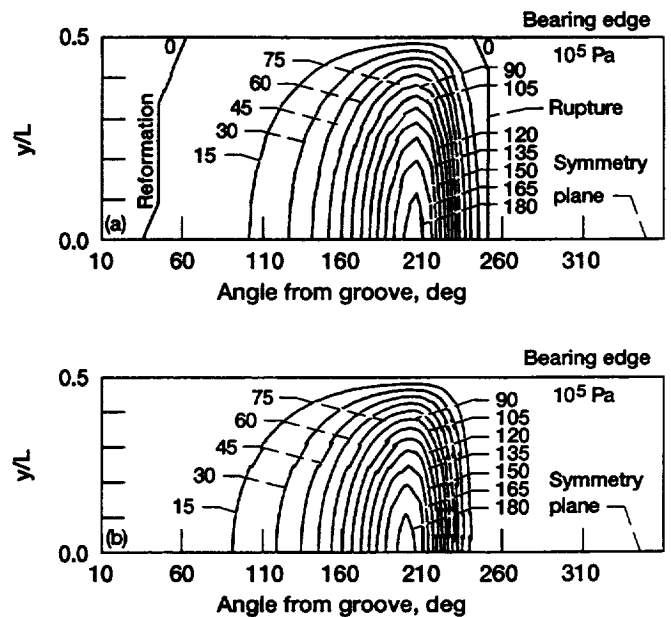 Bearing edge
0.5
0
0
10⁵ Pa
75
90
60
105
45
Rupture
30
120
15
135
Symmetry
150
165
plane
180
y/L
Reformation
(a)
0.0
10 60 110 160 210 260 310
Angle from groove, deg
Bearing edge
0.5
10⁵ Pa
75
90
60
105
45
120
135
30
150
Symmetry
15
165
plane
180
y/L
(b)
0.0
10 60 110 160 210 260 310
Angle from groove, deg